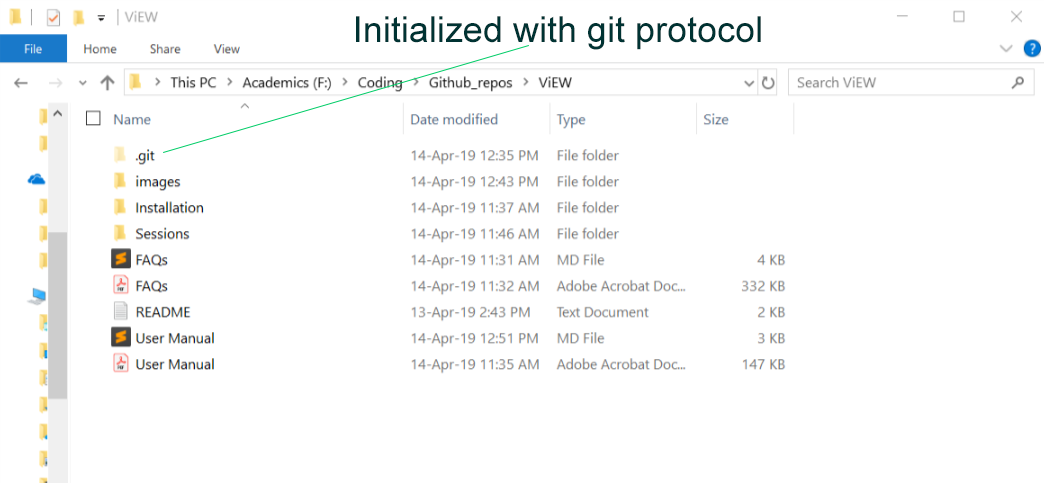 ViEW
Initialized with git protocol
File Home Share View
This PC Academics (F:) Coding Github_repos ViEW Search ViEW
Name Date modified Type Size
.git 14-Apr-19 12:35 PM File folder
images 14-Apr-19 12:43 PM File folder
Installation 14-Apr-19 11:37 AM File folder
Sessions 14-Apr-19 11:46 AM File folder
FAQs 14-Apr-19 11:31 AM MD File 4 KB
FAQs 14-Apr-19 11:32 AM Adobe Acrobat Doc... 332 KB
README 13-Apr-19 2:43 PM Text Document 2 KB
User Manual 14-Apr-19 12:51 PM MD File 3 KB
User Manual 14-Apr-19 11:35 AM Adobe Acrobat Doc... 147 KB